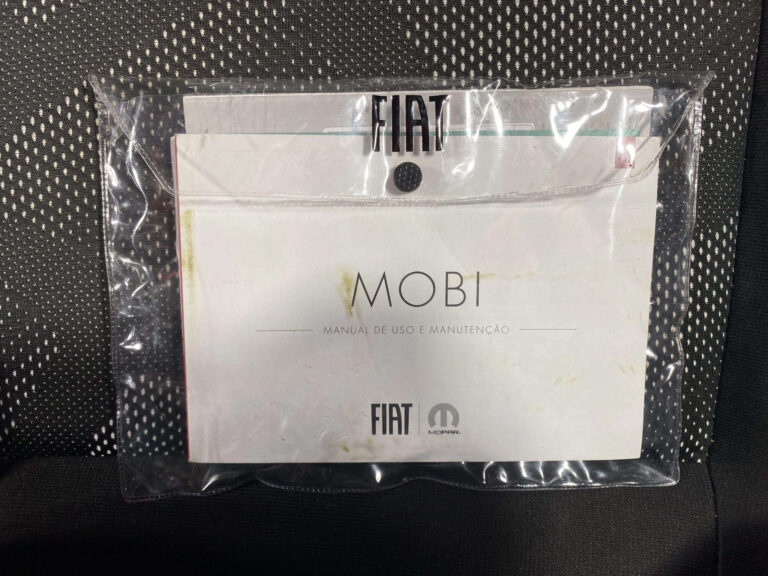 FIAT
MOBI
MANUAL DE USO E MANUTENÇÃO
FIAT
MOPAR